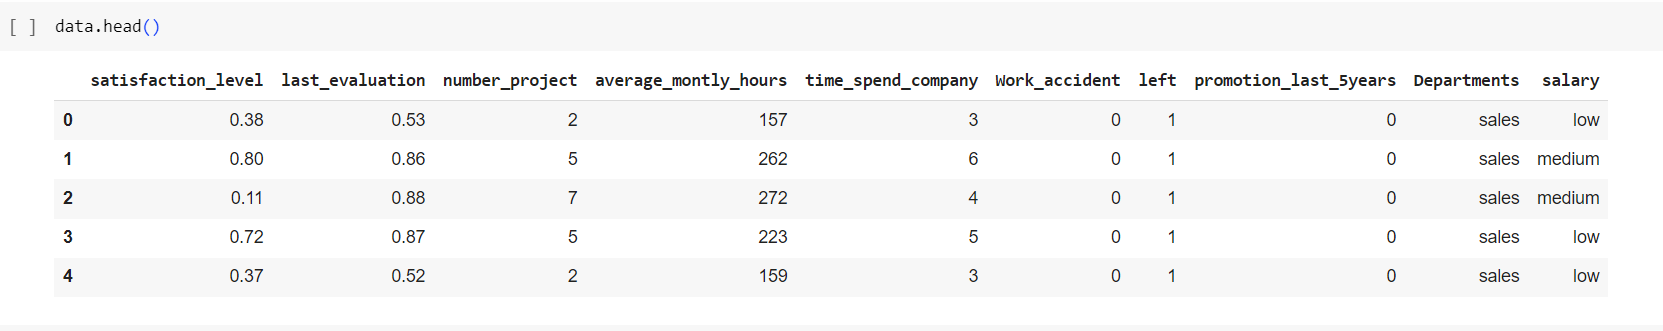 [ ] data.head()
satisfaction_level last_evaluation number_project average_montly_hours time_spend_company Work_accident left promotion_last_5years Departments salary
0 0.38 0.53 2 157 3 0 1 0 sales low
1 0.80 0.86 5 262 6 0 1 0 sales medium
2 0.11 0.88 7 272 4 0 1 0 sales medium
3 0.72 0.87 5 223 5 0 1 0 sales low
4 0.37 0.52 2 159 3 0 1 0 sales low